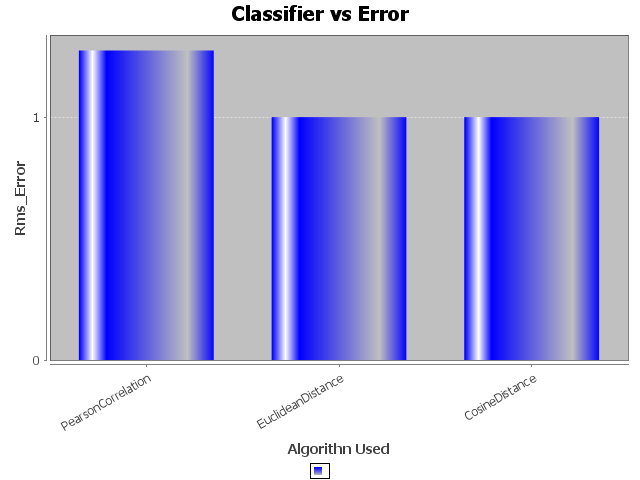 Classifier vs Error
Rms_Error
1
0
PearsonCorrelation
EuclideanDistance
CosineDistance
Algorithn Used